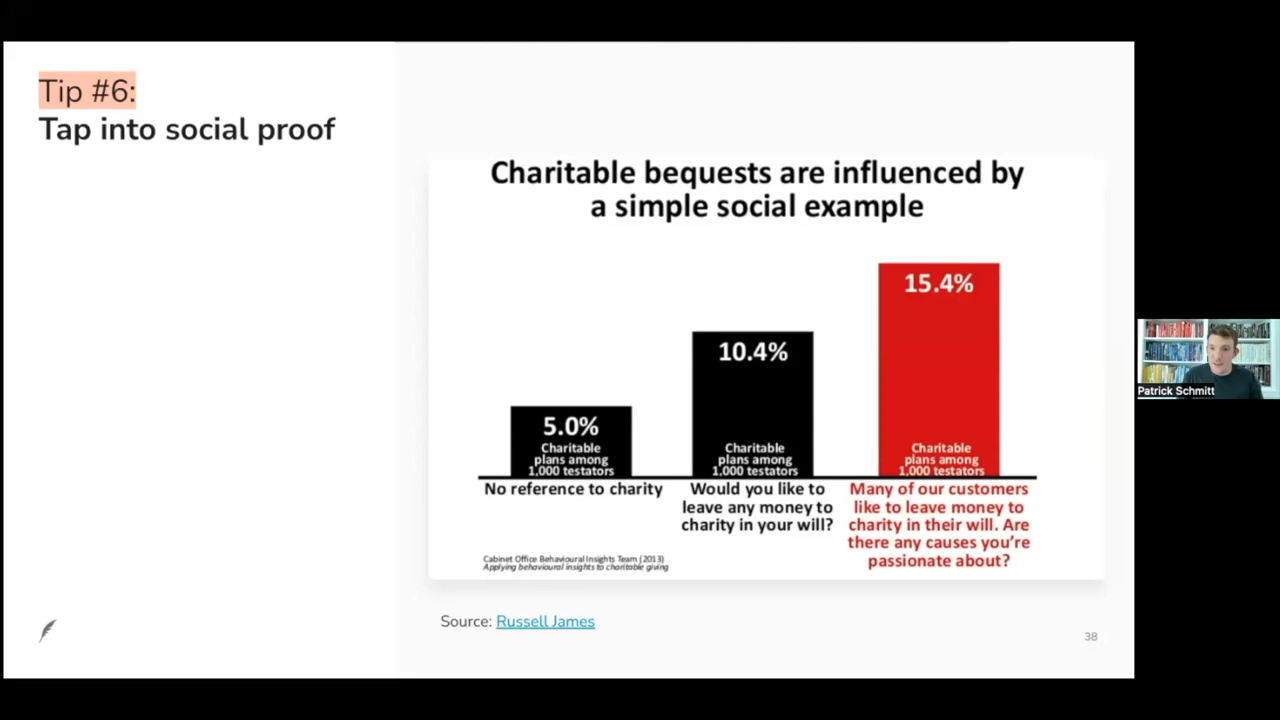 Tip #6:
Tap into social proof
Charitable bequests are influenced by
a simple social example
5.0%
Charitable
plans among
1,000 testators
No reference to charity
10.4%
Charitable
plans among
1,000 testators
Would you like to
leave any money to
charity in your will?
15.4%
Charitable
plans among
1,000 testators
Many of our customers
like to leave money to
charity in their will. Are
there any causes you're
passionate about?
Cabinet Office Behavioural Insights Team (2013)
Applying behavioural insights to charitable giving
Source: Russell James
38
Patrick Schmitt